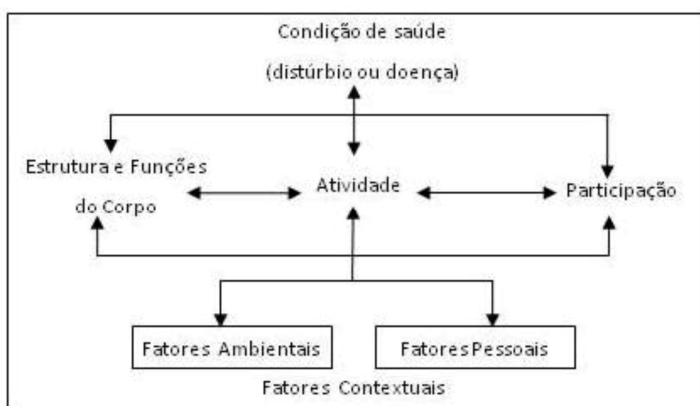 Condição de saúde
(distúrbio ou doença)
Estrutura e Funções
do Corpo
Atividade
Participação
Fatores Ambientais
Fatores Pessoais
Fatores Contextuais